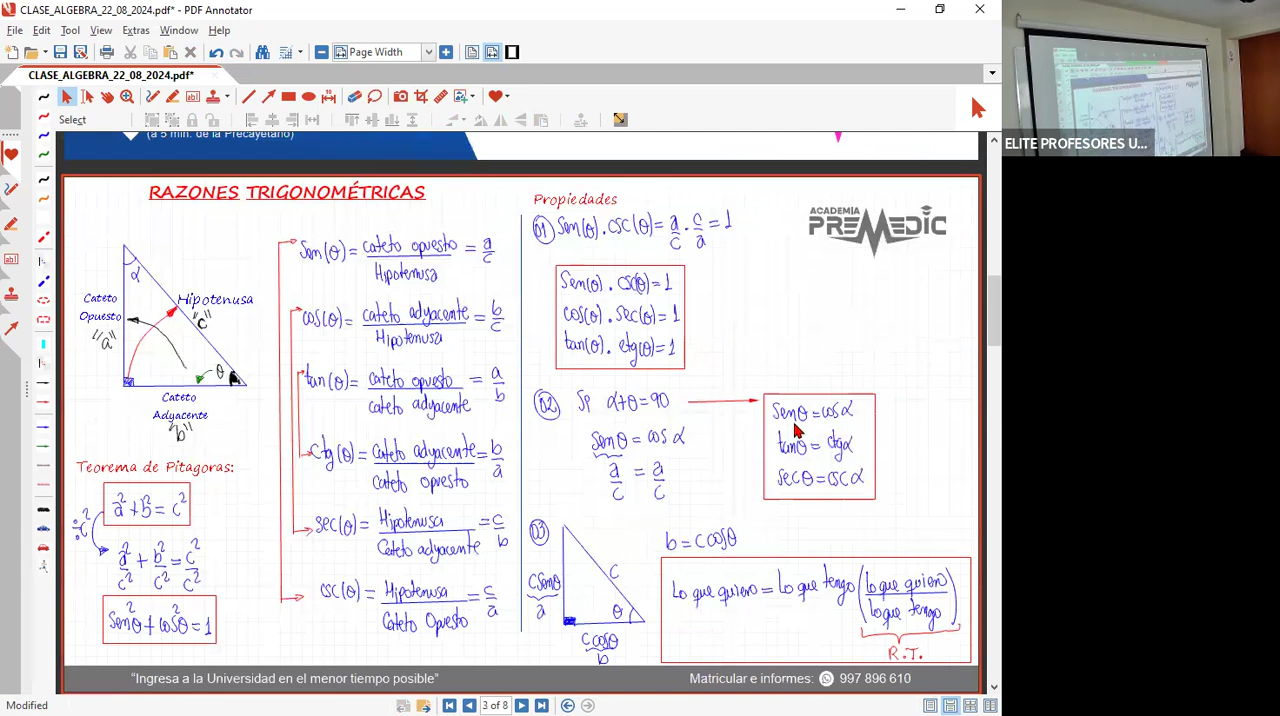 CLASE_ALGEBRA_22_08_2024.pdf* - PDF Annotator
File Edit Tool View Extras Window Help
Page Width
CLASE_ALGEBRA_22_08_2024.pdf*
Select
(a 5 min. de la Precayetano)
RAZONES TRIGONOMÉTRICAS
α
Cateto
Opuesto
"a"
Hipotenusa
"c"
θ
Cateto
Adyacente
"b"
Teorema de Pitagoras:
a² + b² = c²
÷c²
a²/c² + b²/c² = c²/c²
Sen²θ + cos²θ = 1
Sen(θ) = cateto opuesto / Hipotenusa = a/c
cos(θ) = cateto adyacente / Hipotenusa = b/c
tan(θ) = cateto opuesto / cateto adyacente = a/b
Ctg(θ) = Cateto adyacente / Cateto opuesto = b/a
sec(θ) = Hipotenusa / Cateto adyacente = c/b
csc(θ) = Hipotenusa / Cateto Opuesto = c/a
Propiedades
01 Sen(θ) . csc(θ) = a/c . c/a = 1
Sen(θ) . csc(θ) = 1
cos(θ) . sec(θ) = 1
tan(θ) . ctg(θ) = 1
02 Si α+θ = 90
Senθ = cos α
a/c = a/c
Senθ = cosα
tanθ = ctgα
secθ = cscα
03
C
Csenθ
a
θ
Ccosθ
b
b = c cosθ
Lo que quiero = Lo que tengo (lo que quiero / lo que tengo)
R.T.
ACADEMIA
PREMEDIC
"Ingresa a la Universidad en el menor tiempo posible"
Matricular e informes: 997 896 610
Modified
3 of 8
ELITE PROFESORES U...